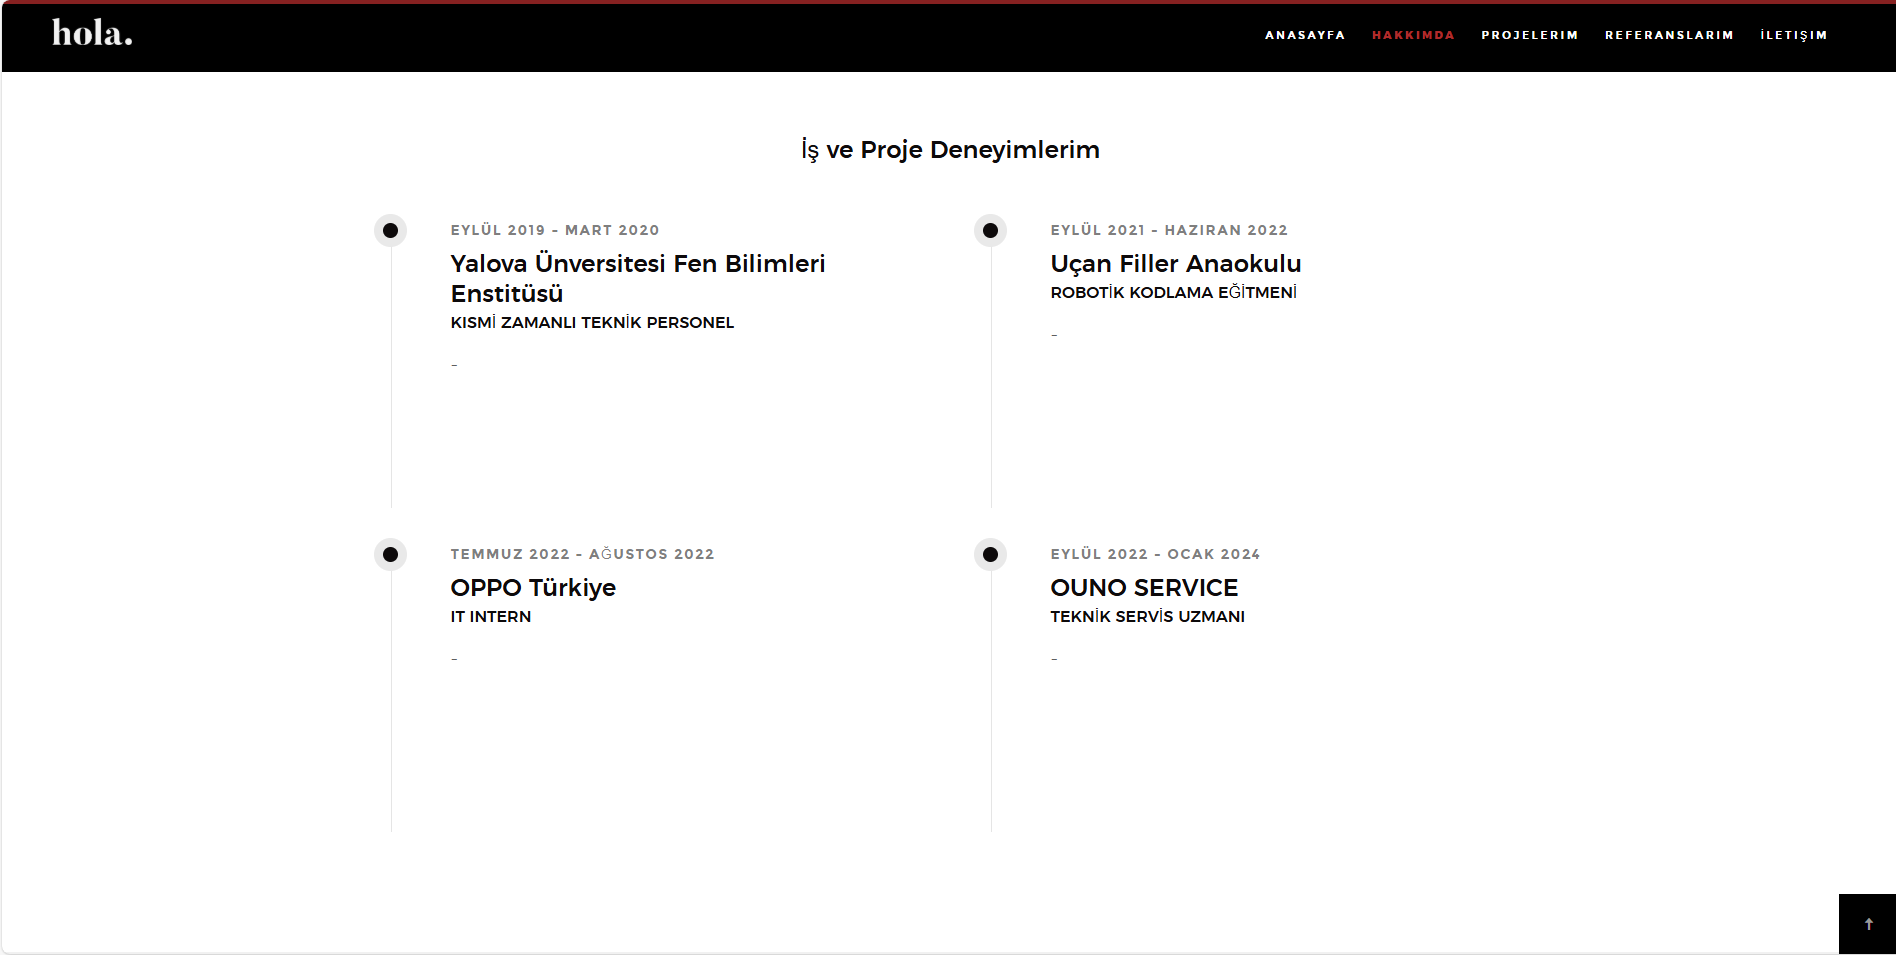 hola.
ANASAYFA HAKKIMDA PROJELERIM REFERANSLARIM İLETIŞIM
İş ve Proje Deneyimlerim
EYLÜL 2019 - MART 2020
Yalova Ünversitesi Fen Bilimleri
Enstitüsü
KISMİ ZAMANLI TEKNİK PERSONEL
-
EYLÜL 2021 - HAZIRAN 2022
Uçan Filler Anaokulu
ROBOTİK KODLAMA EĞİTMENİ
-
TEMMUZ 2022 - AĞUSTOS 2022
OPPO Türkiye
IT INTERN
-
EYLÜL 2022 - OCAK 2024
OUNO SERVICE
TEKNİK SERVİS UZMANI
-